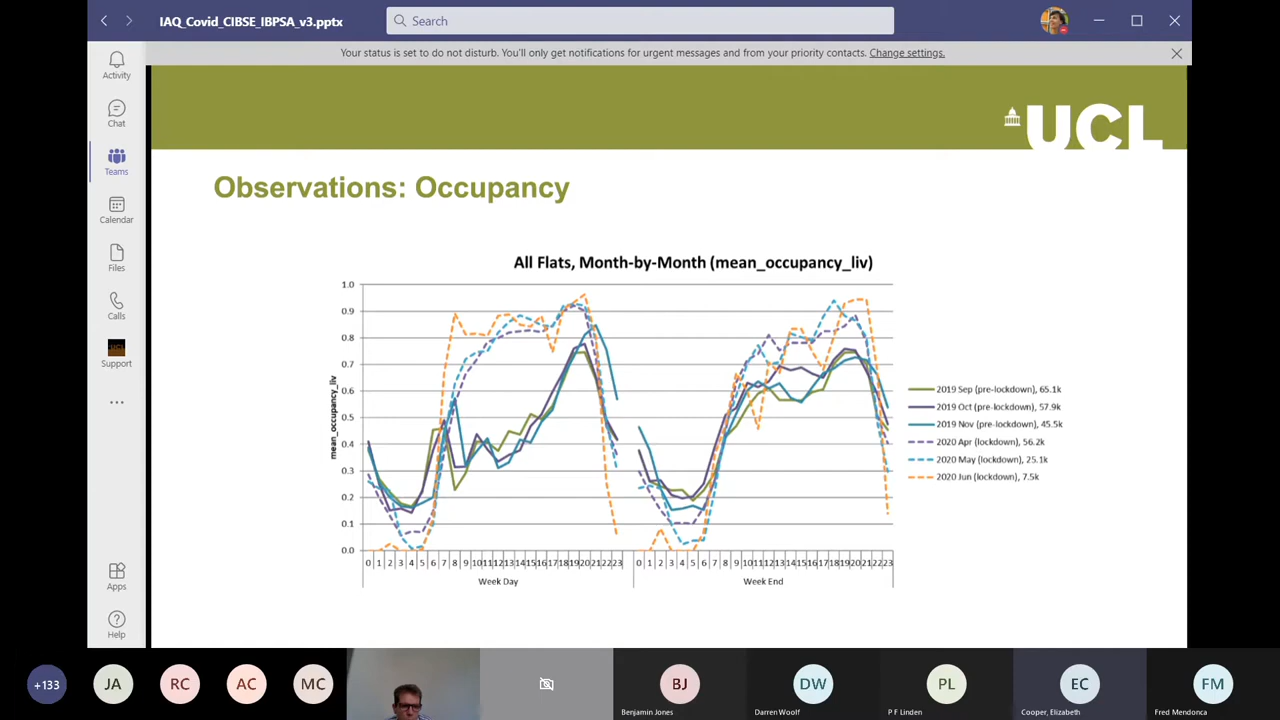 IAQ_Covid_CIBSE_IBPSA_v3.pptx
Search
Your status is set to do not disturb. You'll only get notifications for urgent messages and from your priority contacts. Change settings.
Activity
Chat
Teams
Calendar
Files
Calls
UCL
Support
Apps
Help
UCL
Observations: Occupancy
All Flats, Month-by-Month (mean_occupancy_liv)
mean_occupancy_liv
1.0
0.9
0.8
0.7
0.6
0.5
0.4
0.3
0.2
0.1
0.0
0 1 2 3 4 5 6 7 8 9 10 11 12 13 14 15 16 17 18 19 20 21 22 23 0 1 2 3 4 5 6 7 8 9 10 11 12 13 14 15 16 17 18 19 20 21 22 23
Week Day Week End
2019 Sep (pre-lockdown), 65.1k
2019 Oct (pre-lockdown), 57.9k
2019 Nov (pre-lockdown), 45.5k
2020 Apr (lockdown), 56.2k
2020 May (lockdown), 25.1k
2020 Jun (lockdown), 7.5k
+133 JA RC AC MC BJ DW PL EC FM
Benjamin Jones Darren Woolf P F Linden Cooper, Elizabeth Fred Mendonca